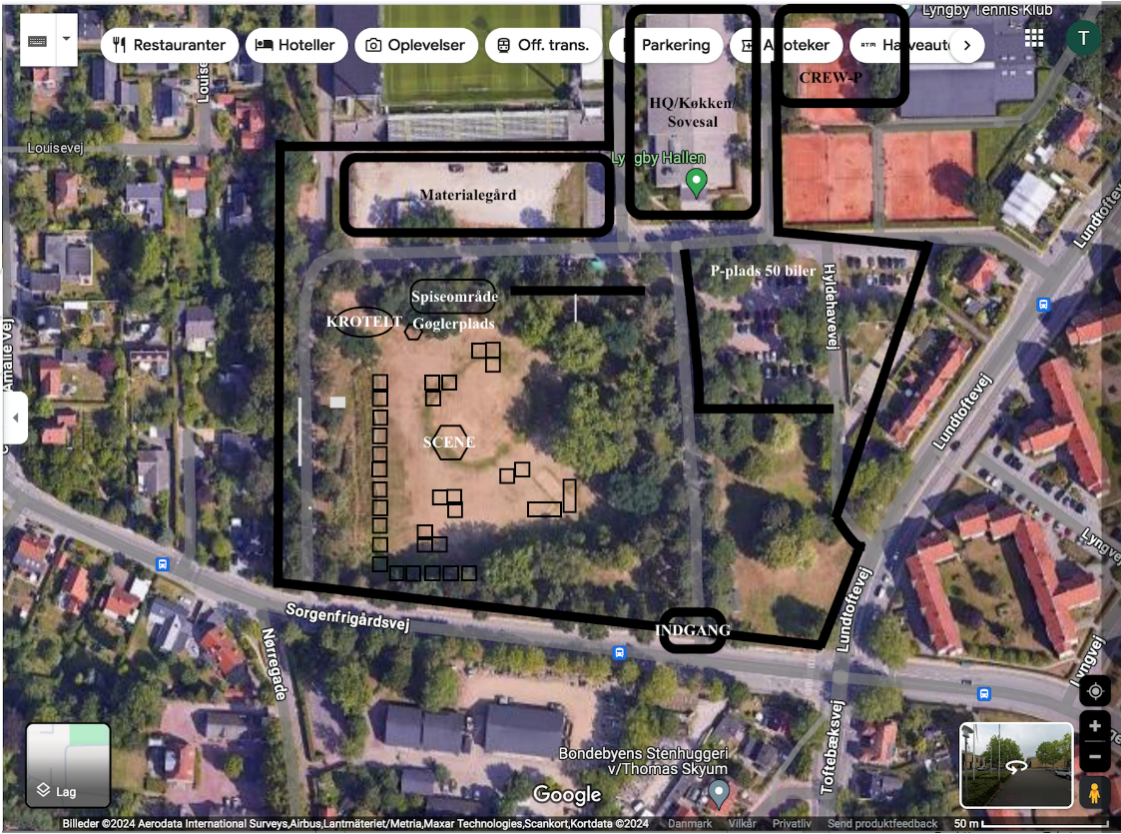 Lyngby Tennis Klub
Restauranter
Hoteller
Oplevelser
Off. trans.
Parkering
Apoteker
T
CREW-P
HQ/Køkken/
Sovesal
Louisevej
Lyngby Hallen
Materialegård
P-plads 50 biler
Hyldehavevej
Spiseområde
KROTELT
Gøglerplads
SCENE
Lundtoftevej
Sorgenfrigårdsvej
INDGANG
Lundtoftevej
Nørregade
Lyngvej
Toftebæksvej
Bondebyens Stenhuggeri
v/Thomas Skyum
Google
Lag
Billeder ©2024 Aerodata International Surveys,Airbus,Lantmäteriet/Metria,Maxar Technologies,Scankort,Kortdata ©2024 Danmark Vilkår Privatliv Send produktfeedback 50 m